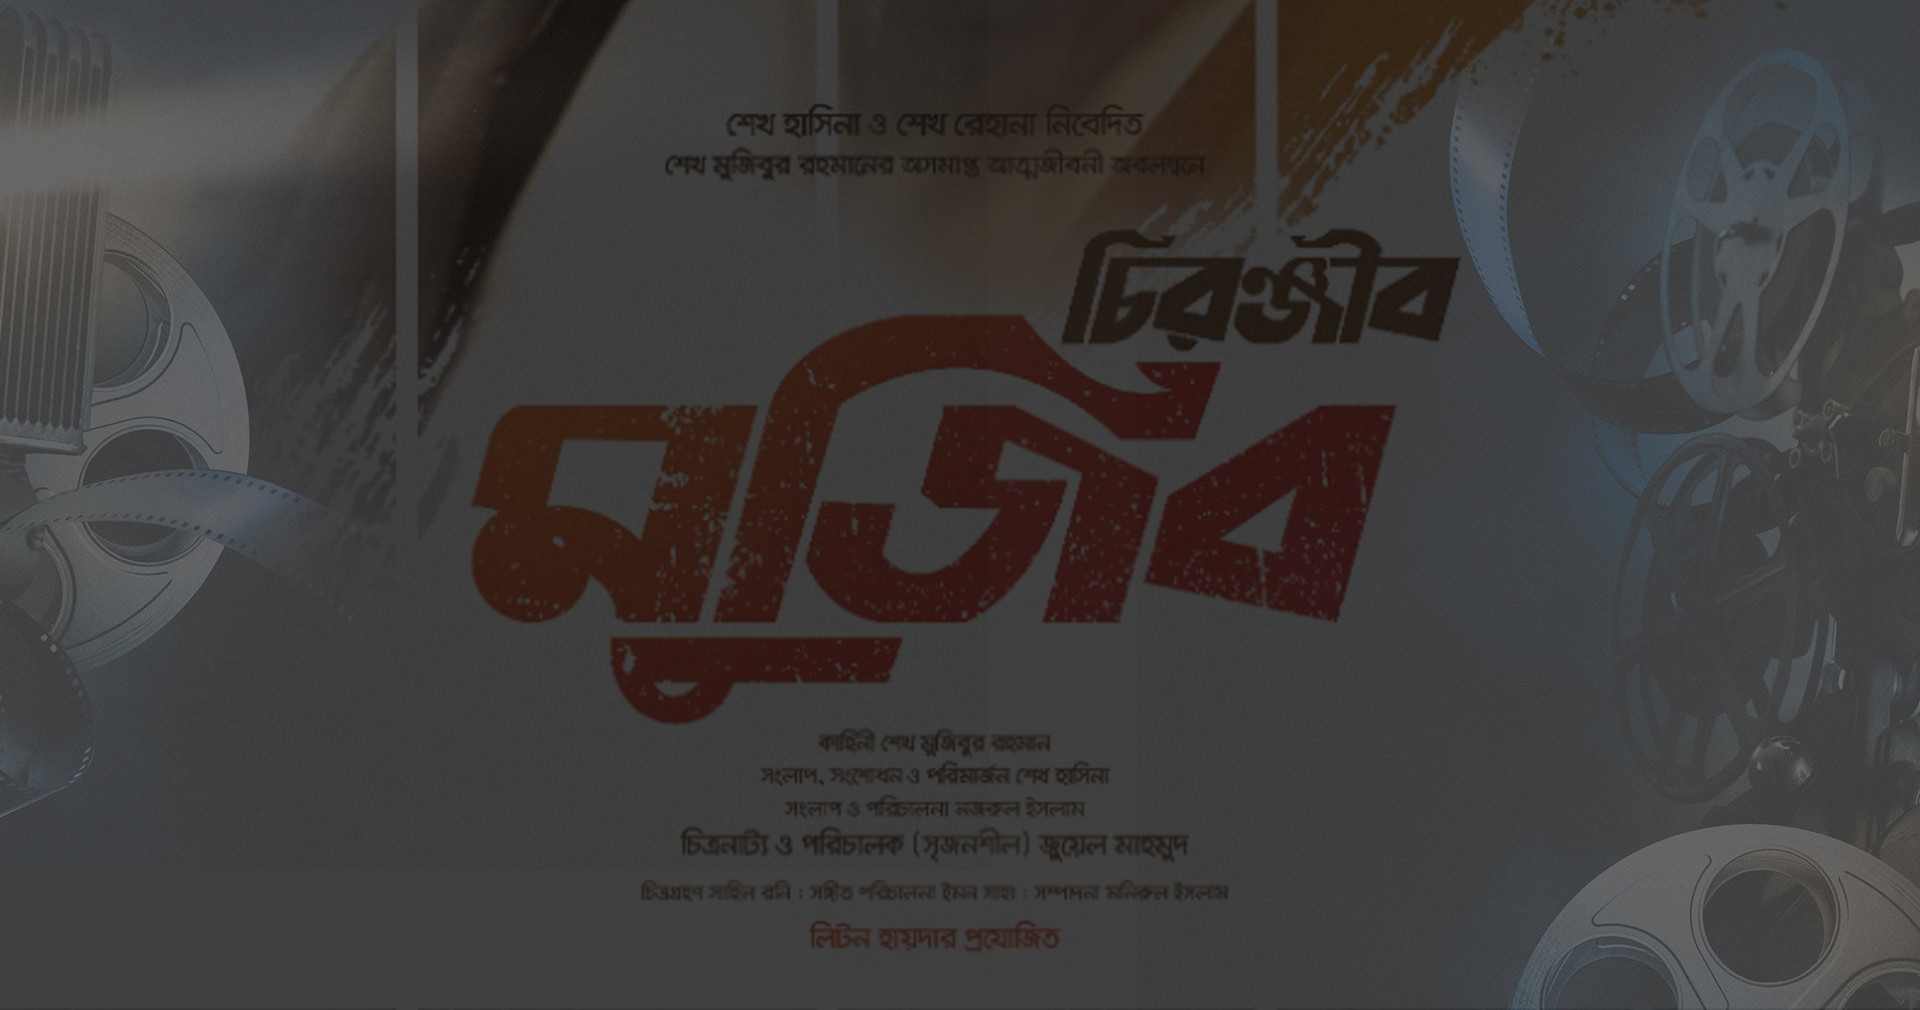 শেখ হাসিনা ও শেখ রেহানা নিবেদিত
শেখ মুজিবুর রহমানের অসমাপ্ত আত্মজীবনী অবলম্বনে
চিরঞ্জীব
মুজিব
কাহিনী শেখ মুজিবুর রহমান
সংলাপ, সংশোধন ও পরিমার্জন শেখ হাসিনা
সংলাপ ও পরিচালনা নজরুল ইসলাম
চিত্রনাট্য ও পরিচালক (সৃজনশীল) জুয়েল মাহমুদ
চিত্রগ্রহণ সাহিল রনি : সঙ্গীত পরিচালনা ইমন সাহা : সম্পাদনা মনিরুল ইসলাম
লিটন হায়দার প্রযোজিত